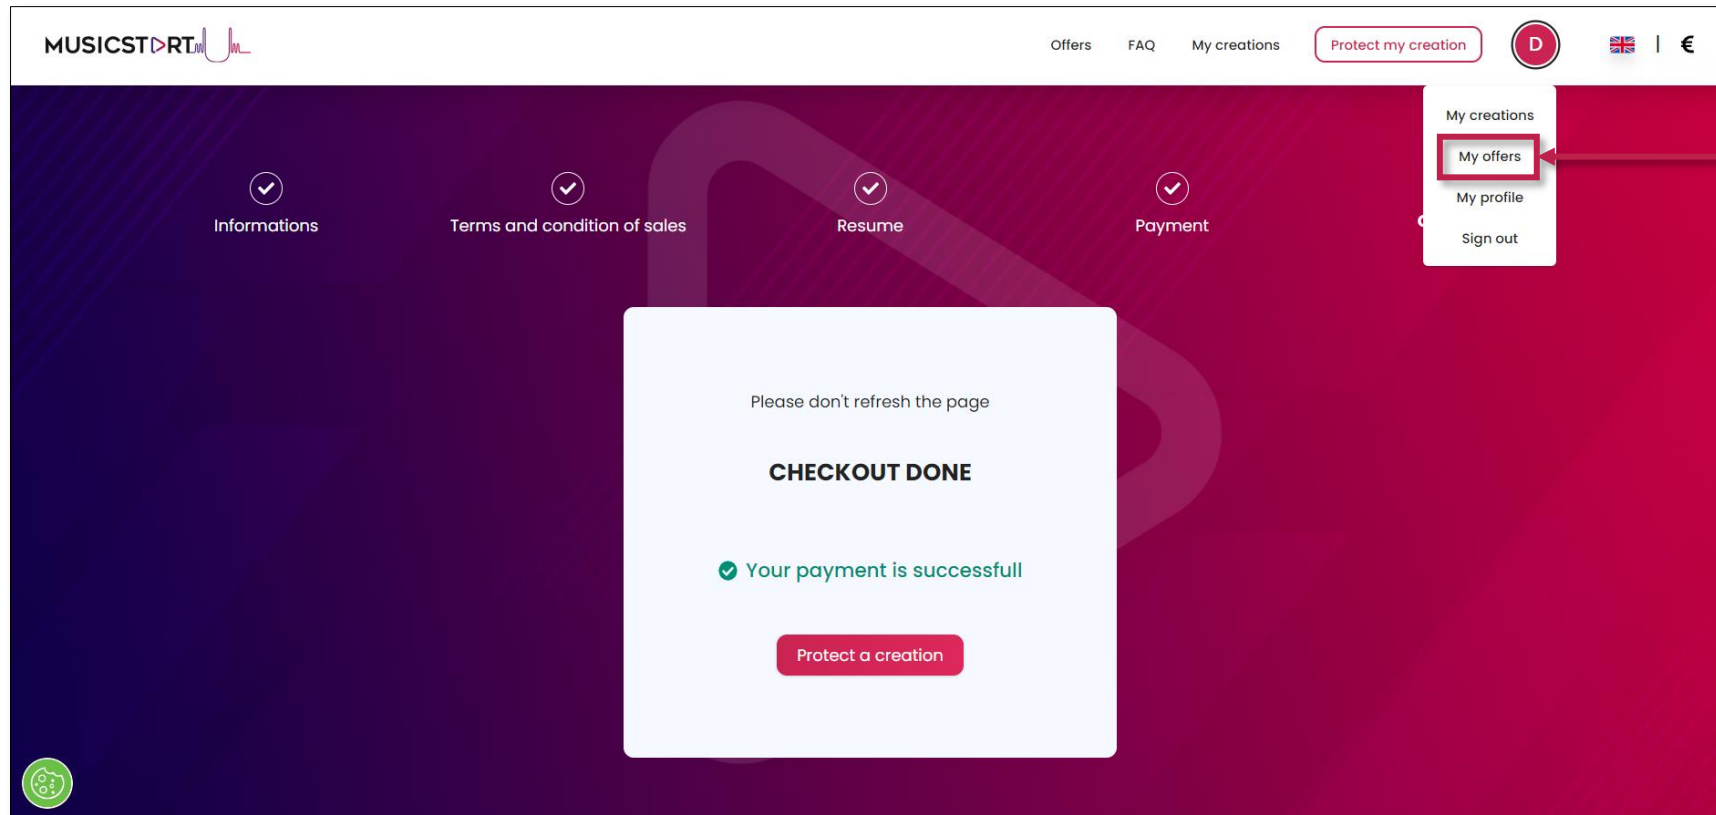 MUSICSTART
Offers FAQ My creations Protect my creation D | €
My creations
My offers
My profile
Sign out
Informations Terms and condition of sales Resume Payment
Please don't refresh the page
CHECKOUT DONE
Your payment is successfull
Protect a creation